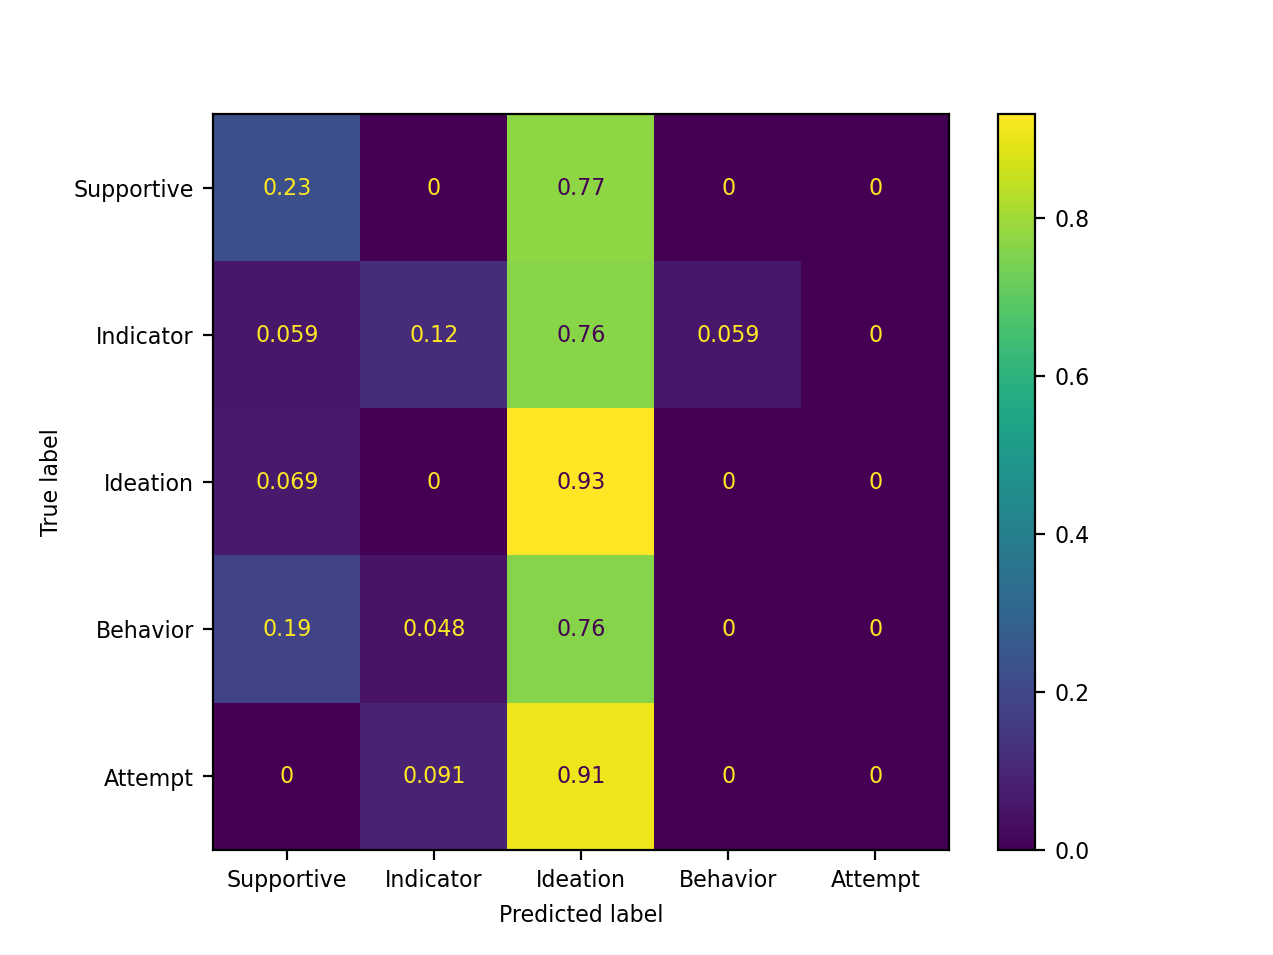 Supportive 0.23 0 0.77 0 0
Indicator 0.059 0.12 0.76 0.059 0
Ideation 0.069 0 0.93 0 0
Behavior 0.19 0.048 0.76 0 0
Attempt 0 0.091 0.91 0 0
Supportive Indicator Ideation Behavior Attempt
Predicted label
True label
0.8
0.6
0.4
0.2
0.0